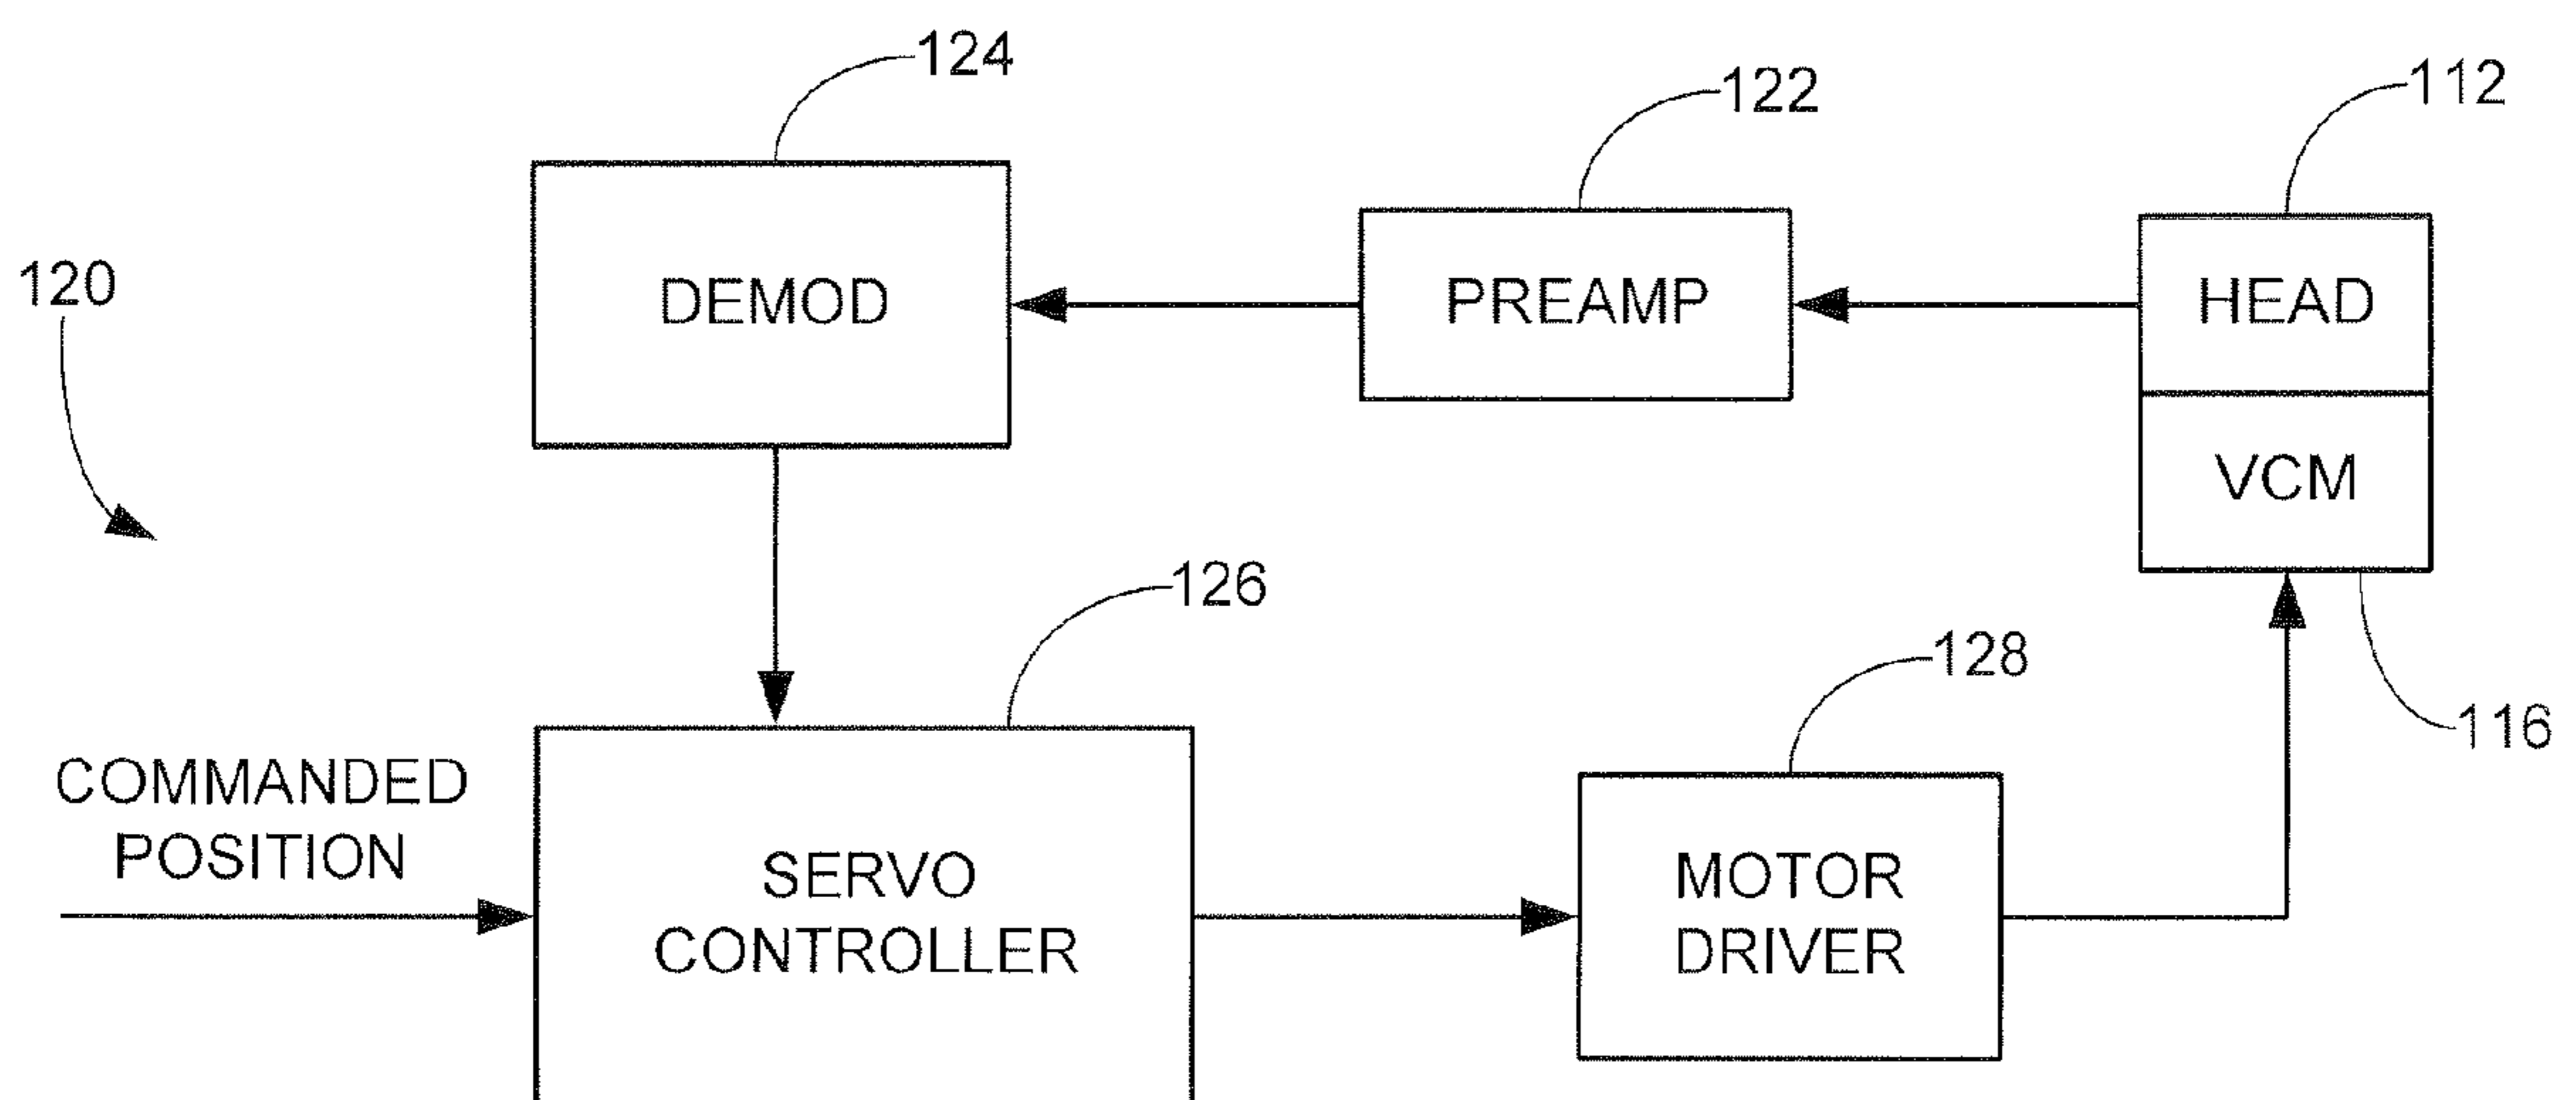 124
122
112
120
DEMOD
PREAMP
HEAD
VCM
126
128
116
COMMANDED
POSITION
SERVO
CONTROLLER
MOTOR
DRIVER